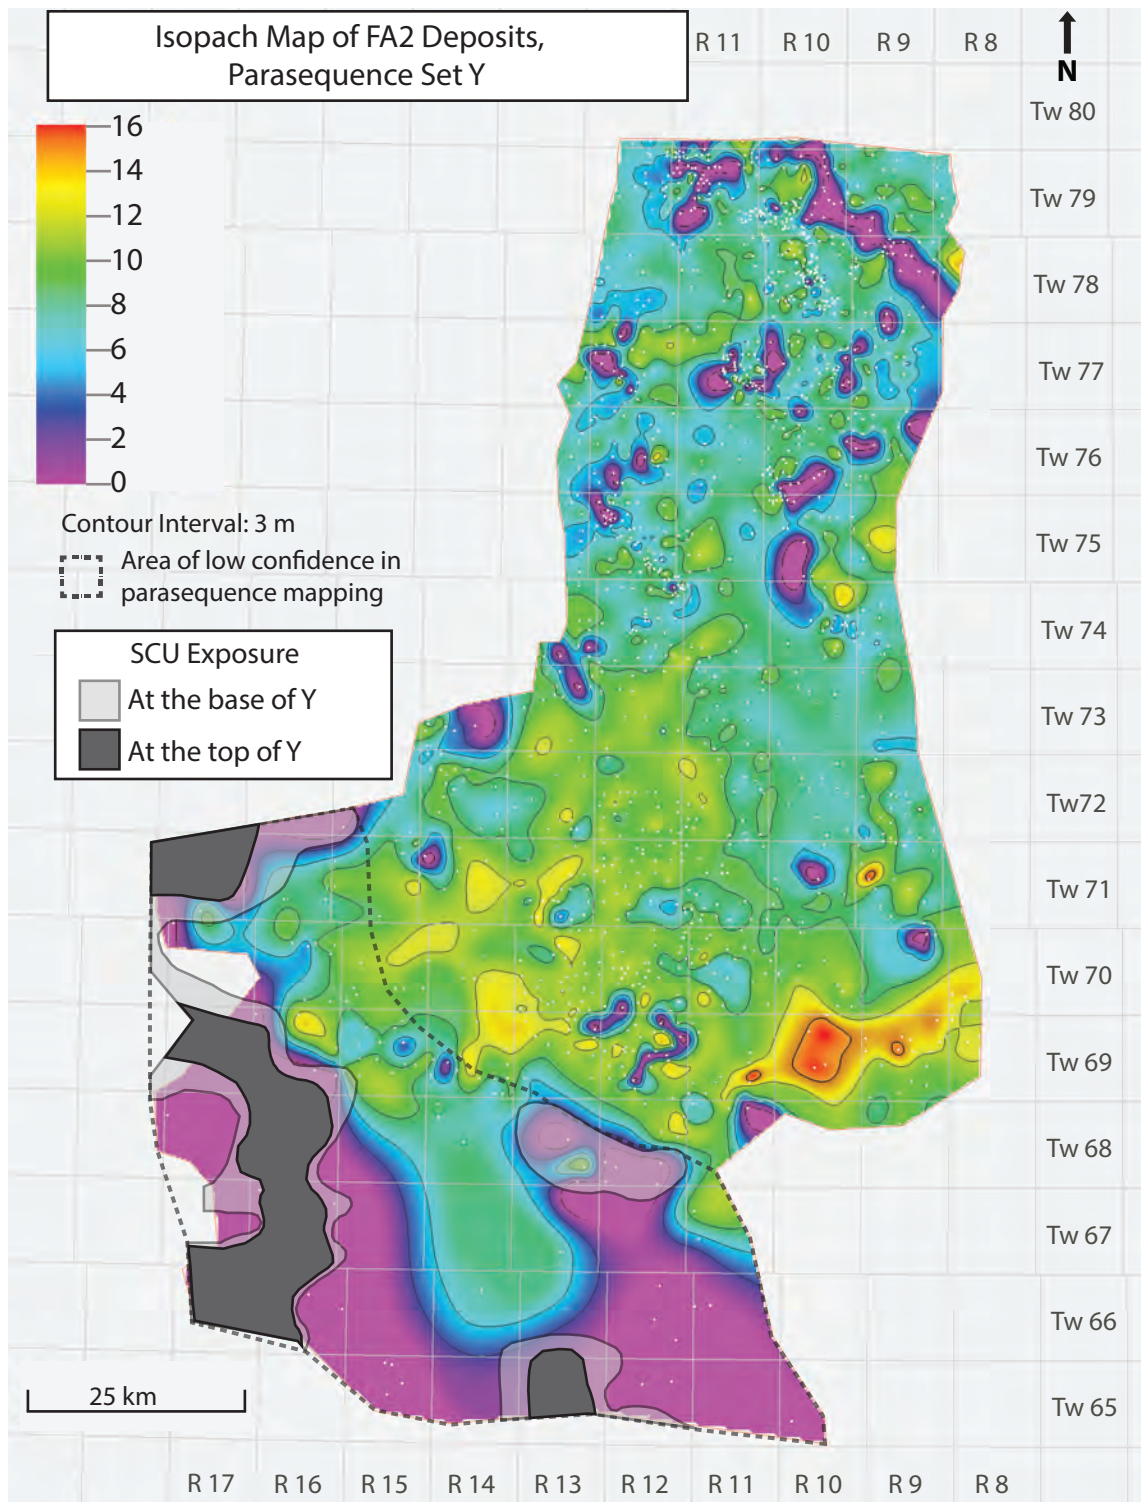 Isopach Map of FA2 Deposits,
Parasequence Set Y
R 11 R 10 R 9 R 8
N
16
14
12
10
8
6
4
2
0
Contour Interval: 3 m
Area of low confidence in
parasequence mapping
SCU Exposure
At the base of Y
At the top of Y
Tw 80
Tw 79
Tw 78
Tw 77
Tw 76
Tw 75
Tw 74
Tw 73
Tw72
Tw 71
Tw 70
Tw 69
Tw 68
Tw 67
Tw 66
Tw 65
25 km
R 17 R 16 R 15 R 14 R 13 R 12 R 11 R 10 R 9 R 8